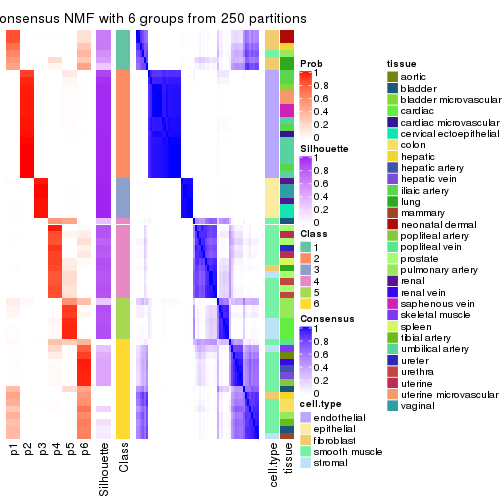 onsensus NMF with 6 groups from 250 partitions
p1
p2
p3
p4
p5
p6
Silhouette
Class
cell.type
tissue
Prob
1
0.8
0.6
0.4
0.2
0
Silhouette
1
0.8
0.6
0.4
0.2
0
Class
1
2
3
4
5
6
Consensus
1
0.8
0.6
0.4
0.2
0
cell.type
endothelial
epithelial
fibroblast
smooth muscle
stromal
tissue
aortic
bladder
bladder microvascular
cardiac
cardiac microvascular
cervical ectoepithelial
colon
hepatic
hepatic artery
hepatic vein
iliaic artery
lung
mammary
neonatal dermal
popliteal artery
popliteal vein
prostate
pulmonary artery
renal
renal vein
saphenous vein
skeletal muscle
spleen
tibial artery
umbilical artery
ureter
urethra
uterine
uterine microvascular
vaginal